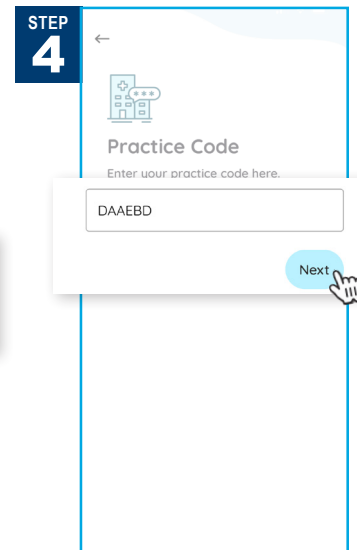 STEP
4
Practice Code
Enter your practice code here.
DAAEBD
Next